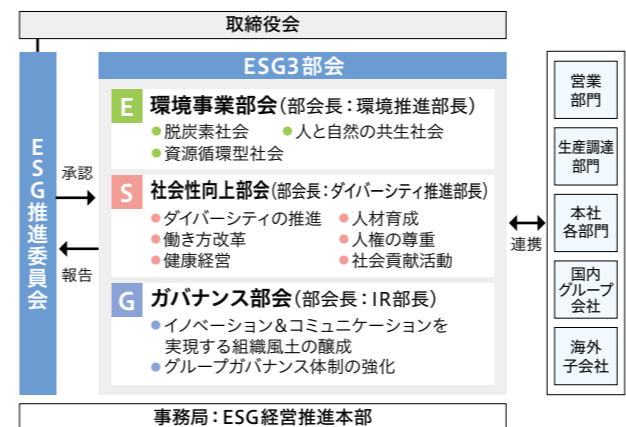 取締役会
ESG推進委員会
承認
報告
ESG3部会
E 環境事業部会(部会長：環境推進部長)
●脱炭素社会 ●人と自然の共生社会
●資源循環型社会
S 社会性向上部会(部会長：ダイバーシティ推進部長)
●ダイバーシティの推進 ●人材育成
●働き方改革 ●人権の尊重
●健康経営 ●社会貢献活動
G ガバナンス部会(部会長：IR部長)
●イノベーション＆コミュニケーションを
実現する組織風土の醸成
●グループガバナンス体制の強化
連携
営業
部門
生産調達
部門
本社
各部門
国内
グループ
会社
海外
子会社
事務局：ESG経営推進本部